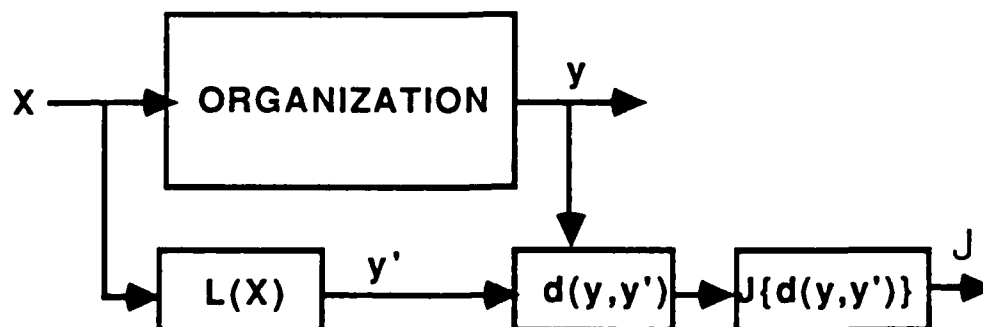 X
ORGANIZATION
y
L(X)
y'
d(y,y')
J{d(y,y')}
J